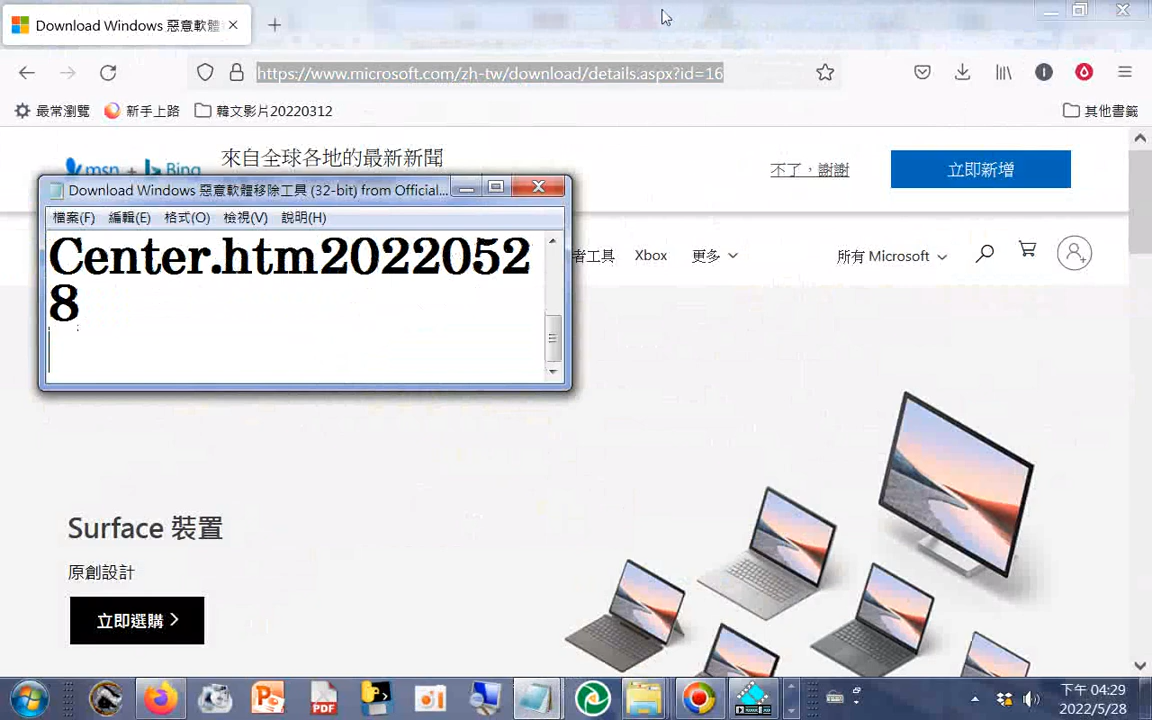 Download Windows 惡意軟體
https://www.microsoft.com/zh-tw/download/details.aspx?id=16
最常瀏覽 新手上路 韓文影片20220312 其他書籤
msn + Bing
來自全球各地的最新新聞
不了，謝謝 立即新增
Download Windows 惡意軟體移除工具 (32-bit) from Official...
檔案(F) 編輯(E) 格式(O) 檢視(V) 說明(H)
Center.htm2022052
8
者工具 Xbox 更多 所有 Microsoft
Surface 裝置
原創設計
立即選購
PDF
下午 04:29
2022/5/28